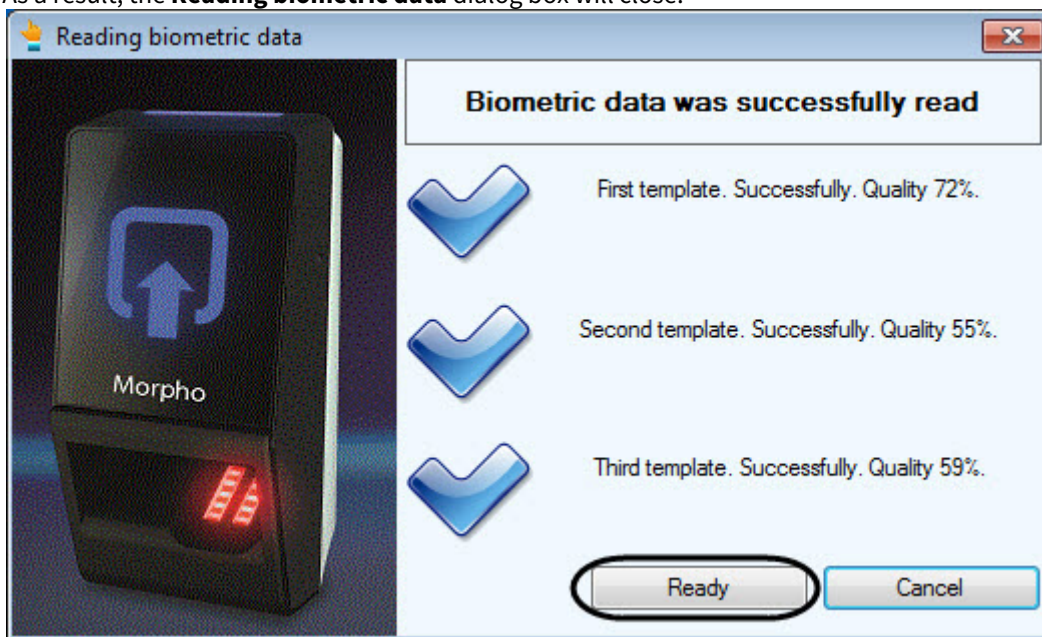 As a result, the Reading biometric data dialog box will close.
Reading biometric data
Biometric data was successfully read
First template. Successfully. Quality 72%.
Second template. Successfully. Quality 55%.
Morpho
Third template. Successfully. Quality 59%.
Ready
Cancel